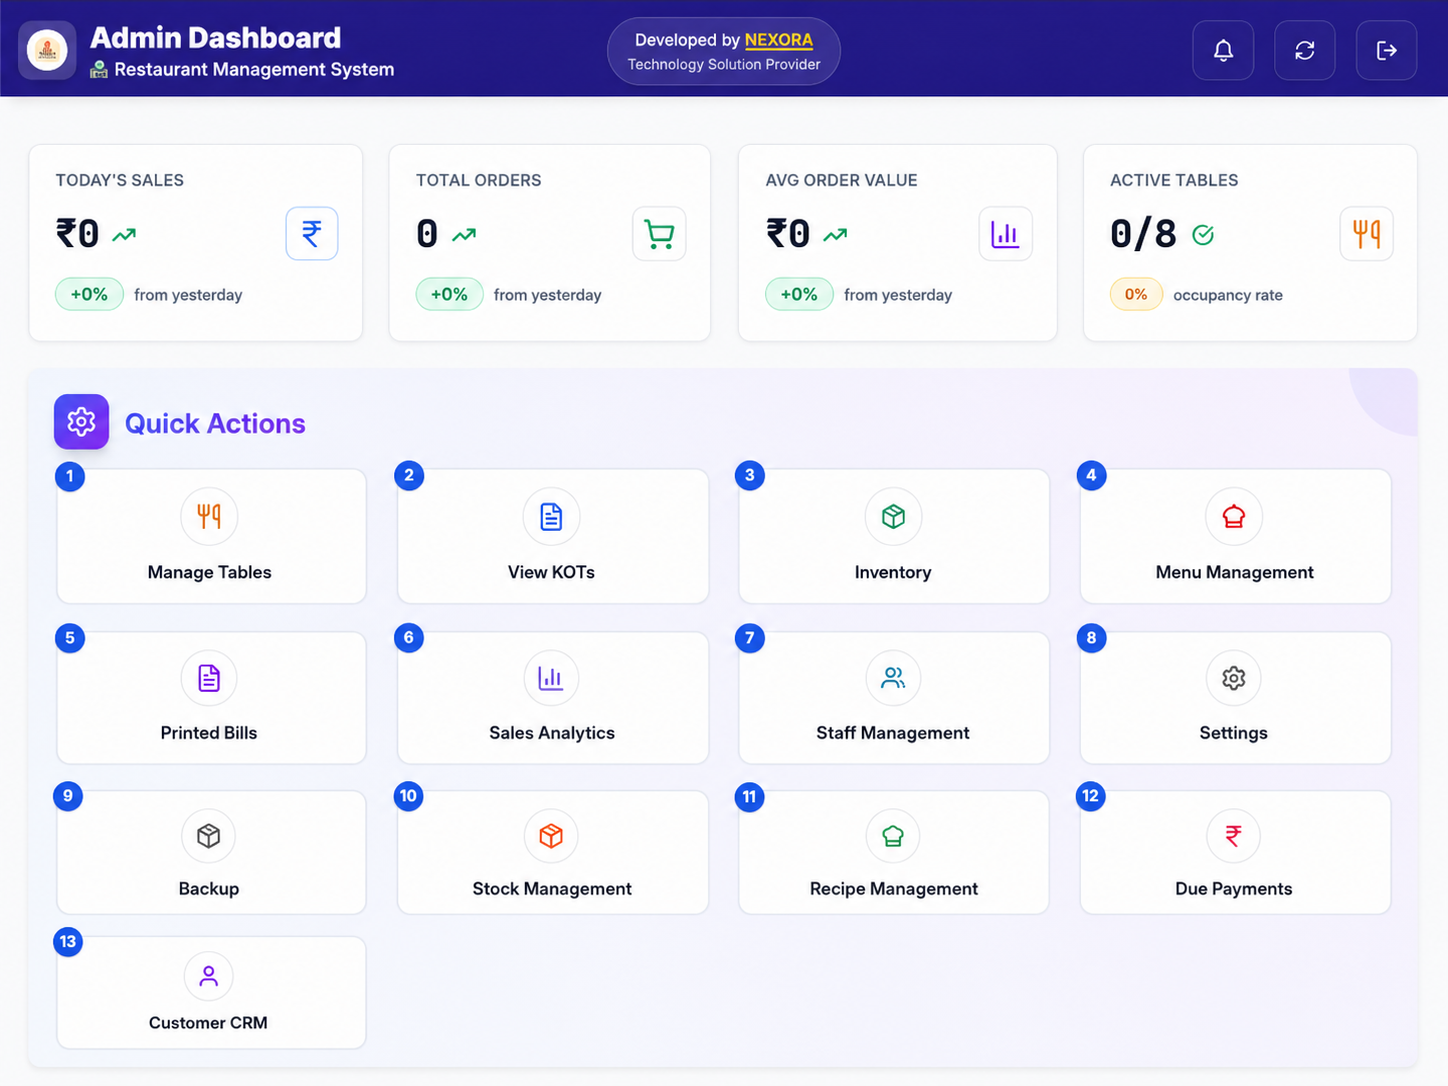 Admin Dashboard
Restaurant Management System
Developed by NEXORA
Technology Solution Provider
TODAY'S SALES
₹0
+0% from yesterday
TOTAL ORDERS
0
+0% from yesterday
AVG ORDER VALUE
₹0
+0% from yesterday
ACTIVE TABLES
0/8
0% occupancy rate
Quick Actions
1
Manage Tables
2
View KOTs
3
Inventory
4
Menu Management
5
Printed Bills
6
Sales Analytics
7
Staff Management
8
Settings
9
Backup
10
Stock Management
11
Recipe Management
12
₹
Due Payments
13
Customer CRM